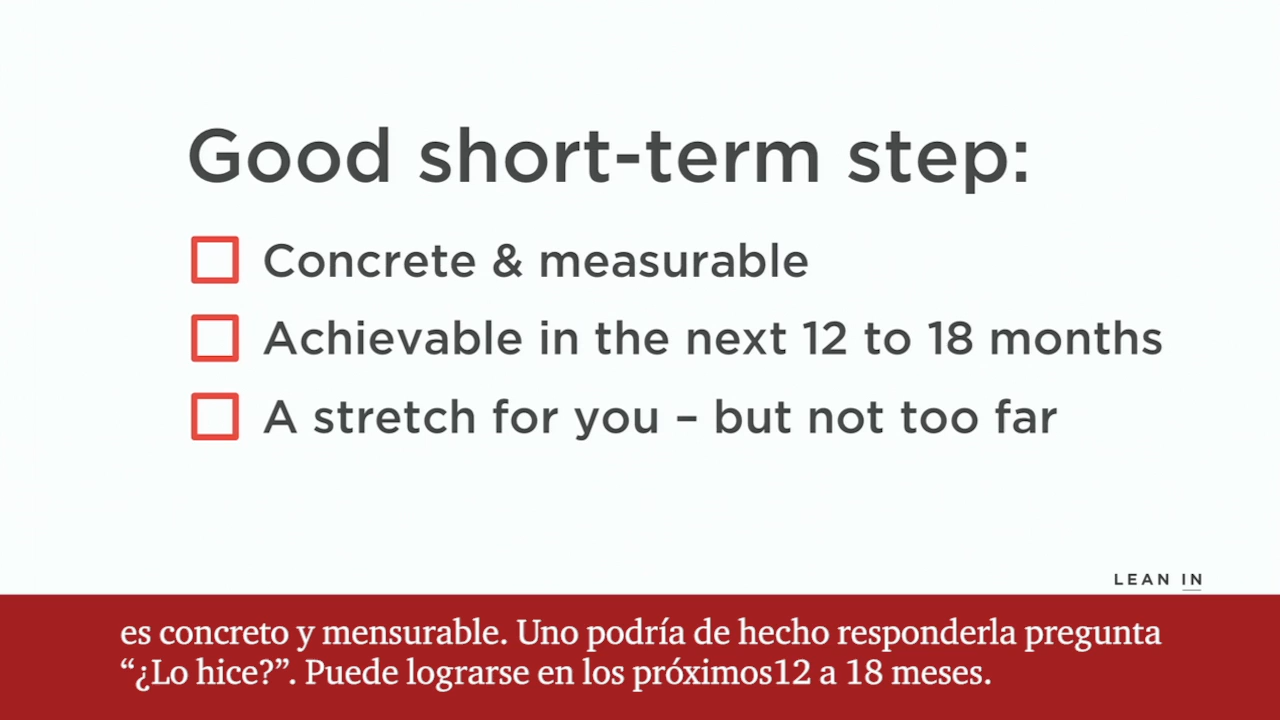 Good short-term step:
Concrete & measurable
Achievable in the next 12 to 18 months
A stretch for you – but not too far
LEAN IN
es concreto y mensurable. Uno podría de hecho responderla pregunta
“¿Lo hice?”. Puede lograrse en los próximos12 a 18 meses.